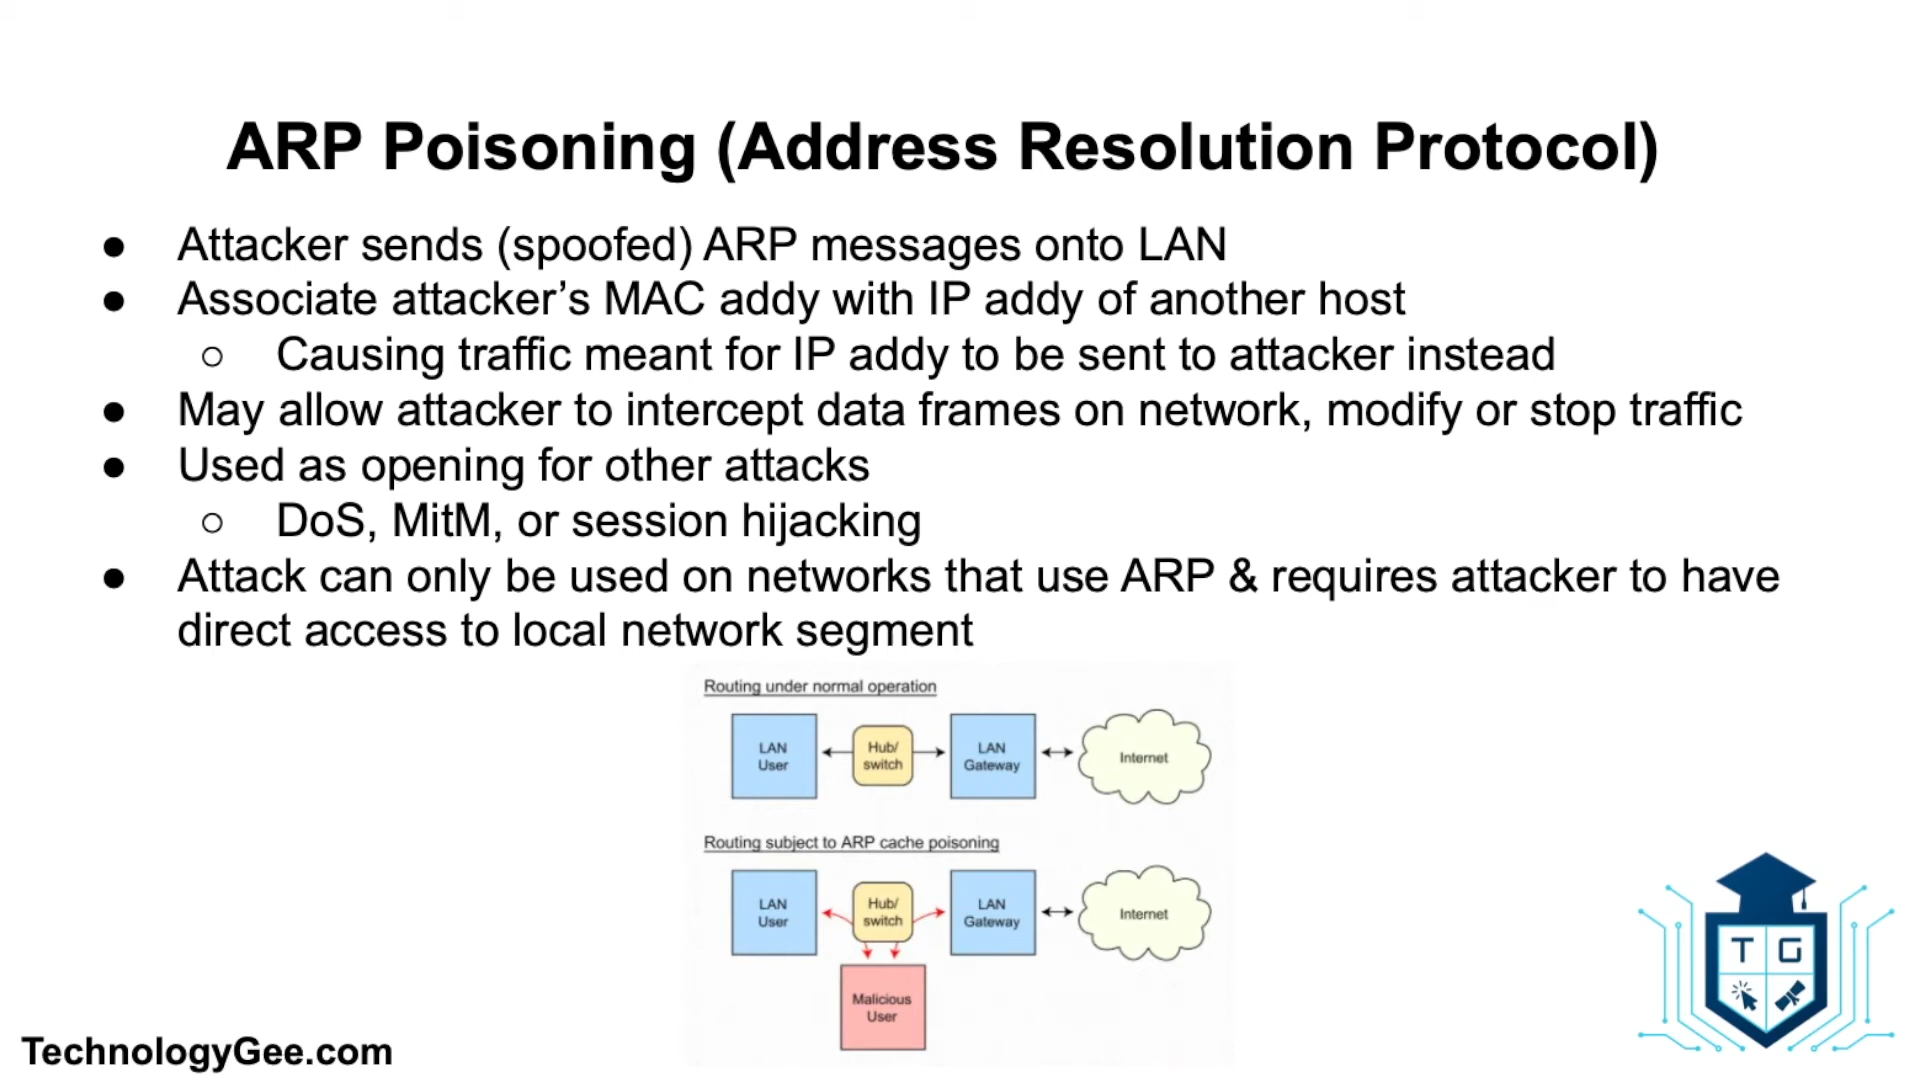 ARP Poisoning (Address Resolution Protocol)
● Attacker sends (spoofed) ARP messages onto LAN
● Associate attacker’s MAC addy with IP addy of another host
○ Causing traffic meant for IP addy to be sent to attacker instead
● May allow attacker to intercept data frames on network, modify or stop traffic
● Used as opening for other attacks
○ DoS, MitM, or session hijacking
● Attack can only be used on networks that use ARP & requires attacker to have
direct access to local network segment
Routing under normal operation
LAN
User
Hub/
switch
LAN
Gateway
Internet
Routing subject to ARP cache poisoning
LAN
User
Hub/
switch
LAN
Gateway
Internet
Malicious
User
T G
TechnologyGee.com